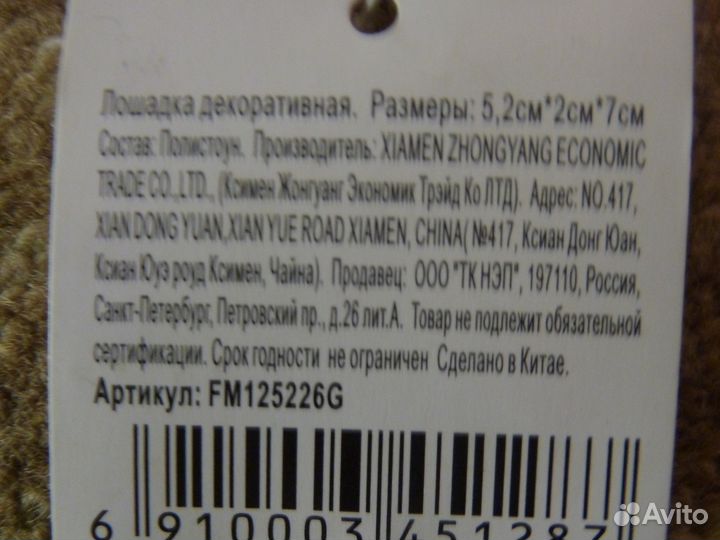 Лошадка декоративная. Размеры: 5,2см*2см*7см
Состав: Полистоун. Производитель: XIAMEN ZHONGYANG ECONOMIC
TRADE CO.,LTD., (Ксимен Жонгуанг Экономик Трэйд Ко ЛТД). Адрес: NO.417,
XIAN DONG YUAN,XIAN YUE ROAD XIAMEN, CHINA( №417, Ксиан Донг Юан,
Ксиан Юуэ роуд Ксимен, Чайна). Продавец: ООО "ТК НЭП", 197110, Россия,
Санкт-Петербург, Петровский пр., д.26 лит.А. Товар не подлежит обязательной
сертификации. Срок годности не ограничен Сделано в Китае.
Артикул: FM125226G
6 910003 451287
Avito